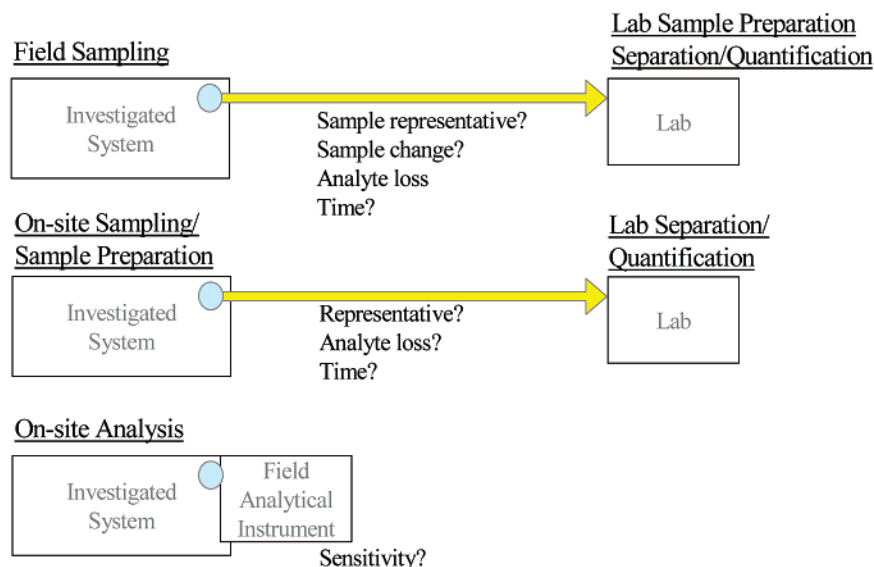 Field Sampling
Lab Sample Preparation
Separation/Quantification
Investigated
System
Sample representative?
Sample change?
Analyte loss
Time?
Lab
On-site Sampling/
Sample Preparation
Lab Separation/
Quantification
Investigated
System
Representative?
Analyte loss?
Time?
Lab
On-site Analysis
Investigated
System
Field
Analytical
Instrument
Sensitivity?